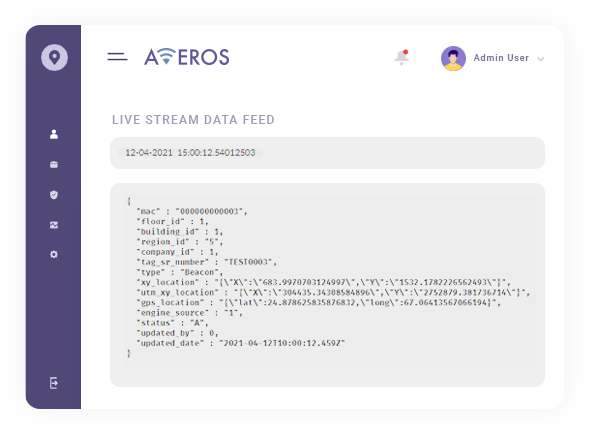 AVEROS
Admin User
LIVE STREAM DATA FEED
12-04-2021 15:00:12.54012503
{
"mac" : "000000000003",
"floor_id" : 1,
"building_id" : 1,
"region_id" : "5",
"company_id" : 1,
"tag_sr_number" : "TEST0003",
"type" : "Beacon",
"xy_location" : "{\"X\":\"683.9970703124997\",\"Y\":\"1532.1782226562493\"}",
"utm_xy_location" : "{\"X\":\"304435.34308584896\",\"Y\":\"2752879.381736714\"}",
"gps_location" : "{\"lat\":24.878625835876832,\"long\":67.06413567066194}",
"engine_source" : "1",
"status" : "A",
"updated_by" : 0,
"updated_date" : "2021-04-12T10:00:12.459Z"
}